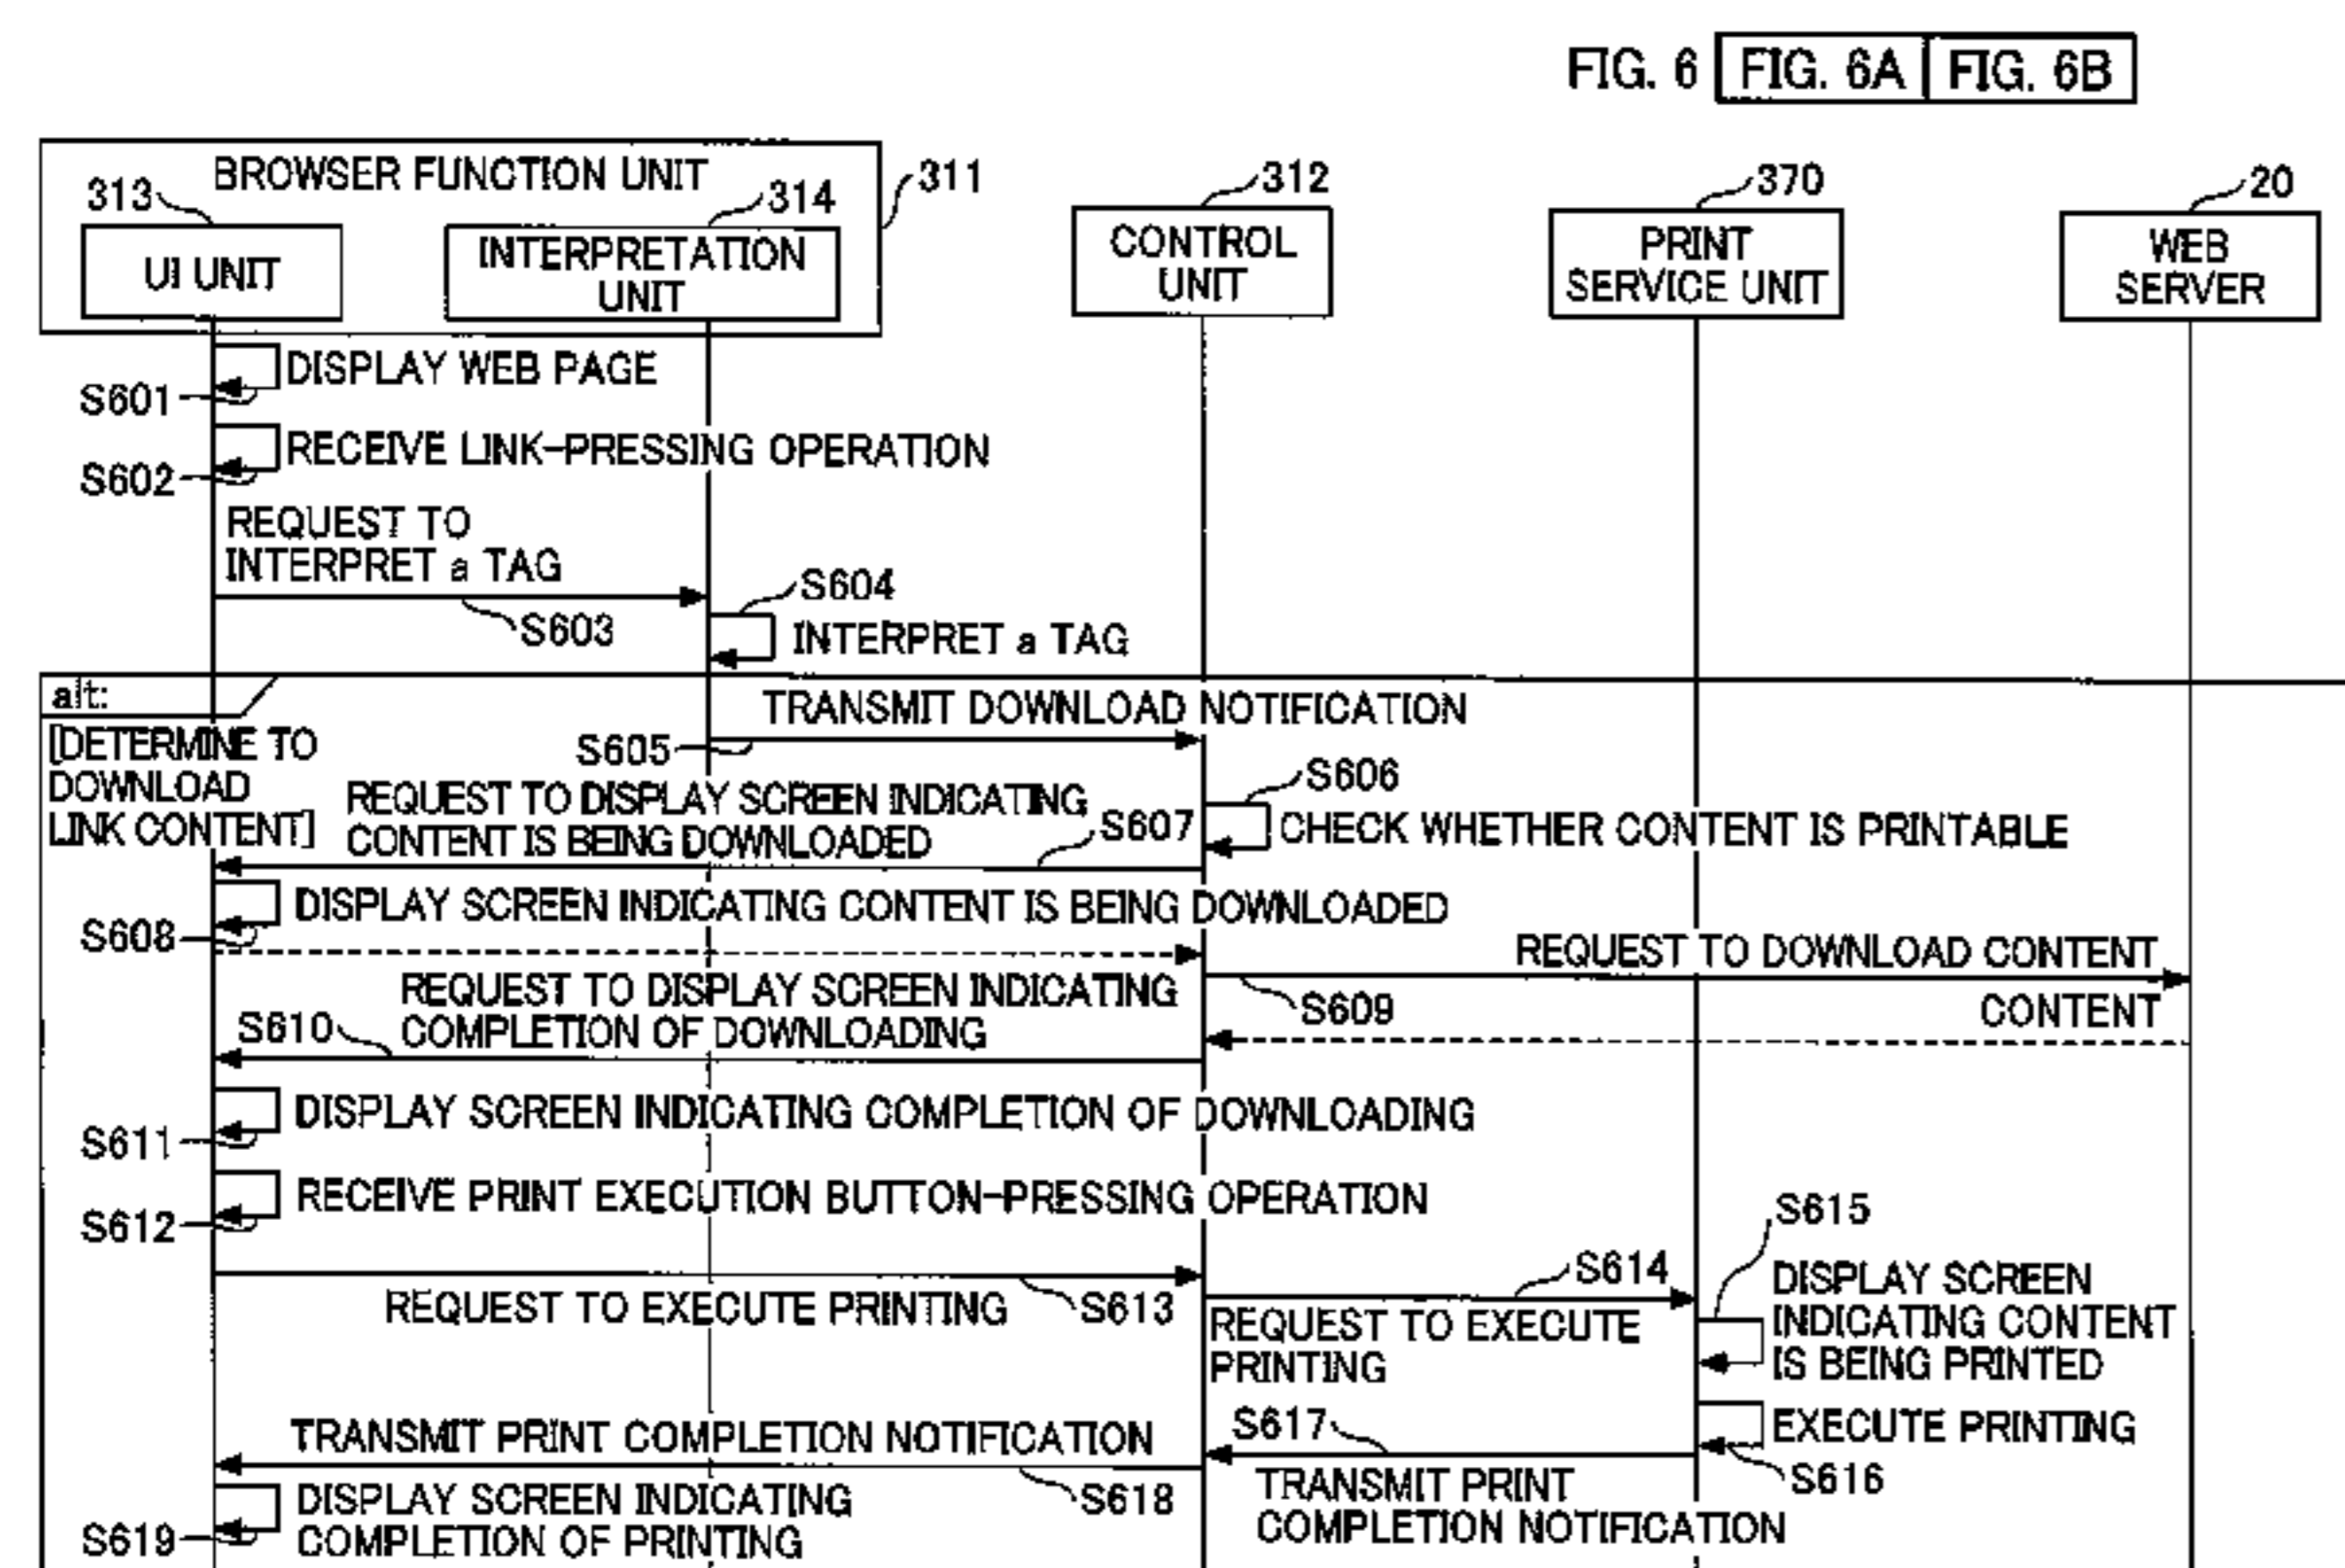 FIG. 6 FIG. 6A FIG. 6B
BROWSER FUNCTION UNIT
311
313
UI UNIT
314
INTERPRETATION
UNIT
312
CONTROL
UNIT
370
PRINT
SERVICE UNIT
20
WEB
SERVER
DISPLAY WEB PAGE
S601
RECEIVE LINK-PRESSING OPERATION
S602
REQUEST TO
INTERPRET a TAG
S603
S604
INTERPRET a TAG
alt:
[DETERMINE TO
DOWNLOAD
LINK CONTENT]
TRANSMIT DOWNLOAD NOTIFICATION
S605
S606
CHECK WHETHER CONTENT IS PRINTABLE
REQUEST TO DISPLAY SCREEN INDICATING
CONTENT IS BEING DOWNLOADED
S607
DISPLAY SCREEN INDICATING CONTENT IS BEING DOWNLOADED
S608
REQUEST TO DOWNLOAD CONTENT
S609
CONTENT
REQUEST TO DISPLAY SCREEN INDICATING
COMPLETION OF DOWNLOADING
S610
DISPLAY SCREEN INDICATING COMPLETION OF DOWNLOADING
S611
RECEIVE PRINT EXECUTION BUTTON-PRESSING OPERATION
S612
REQUEST TO EXECUTE PRINTING
S613
S614
REQUEST TO EXECUTE
PRINTING
S615
DISPLAY SCREEN
INDICATING CONTENT
IS BEING PRINTED
EXECUTE PRINTING
S616
S617
TRANSMIT PRINT
COMPLETION NOTIFICATION
TRANSMIT PRINT COMPLETION NOTIFICATION
S618
DISPLAY SCREEN INDICATING
COMPLETION OF PRINTING
S619